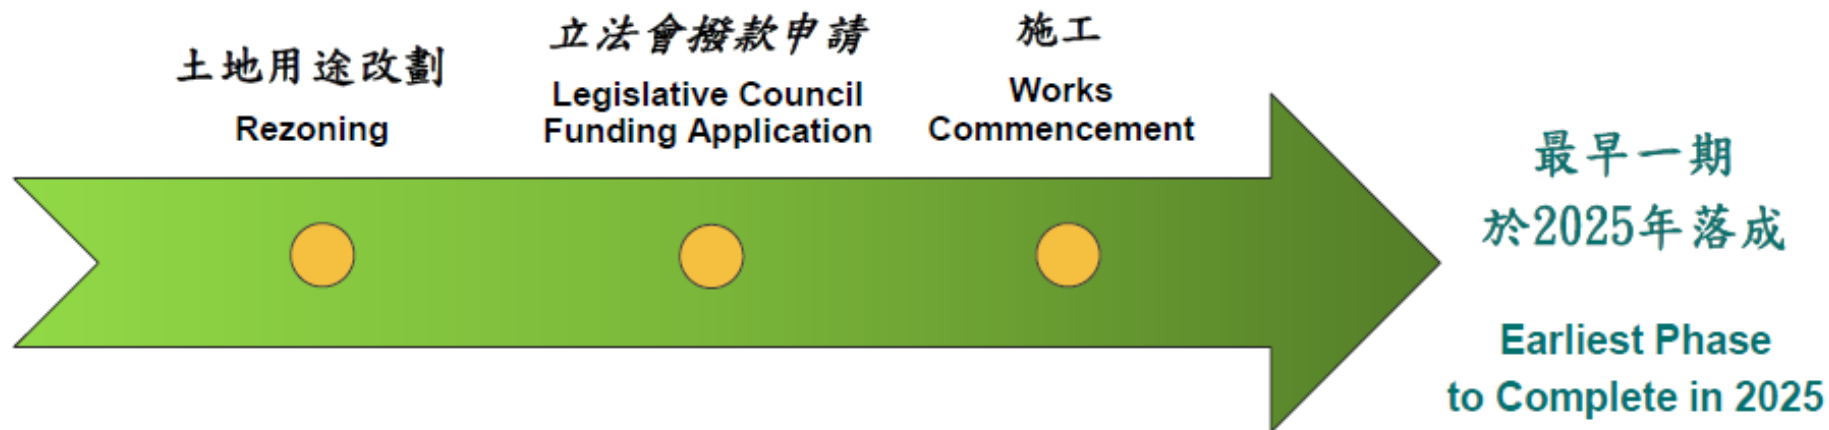 土地用途改劃
Rezoning
立法會撥款申請
Legislative Council
Funding Application
施工
Works
Commencement
最早一期
於2025年落成
Earliest Phase
to Complete in 2025